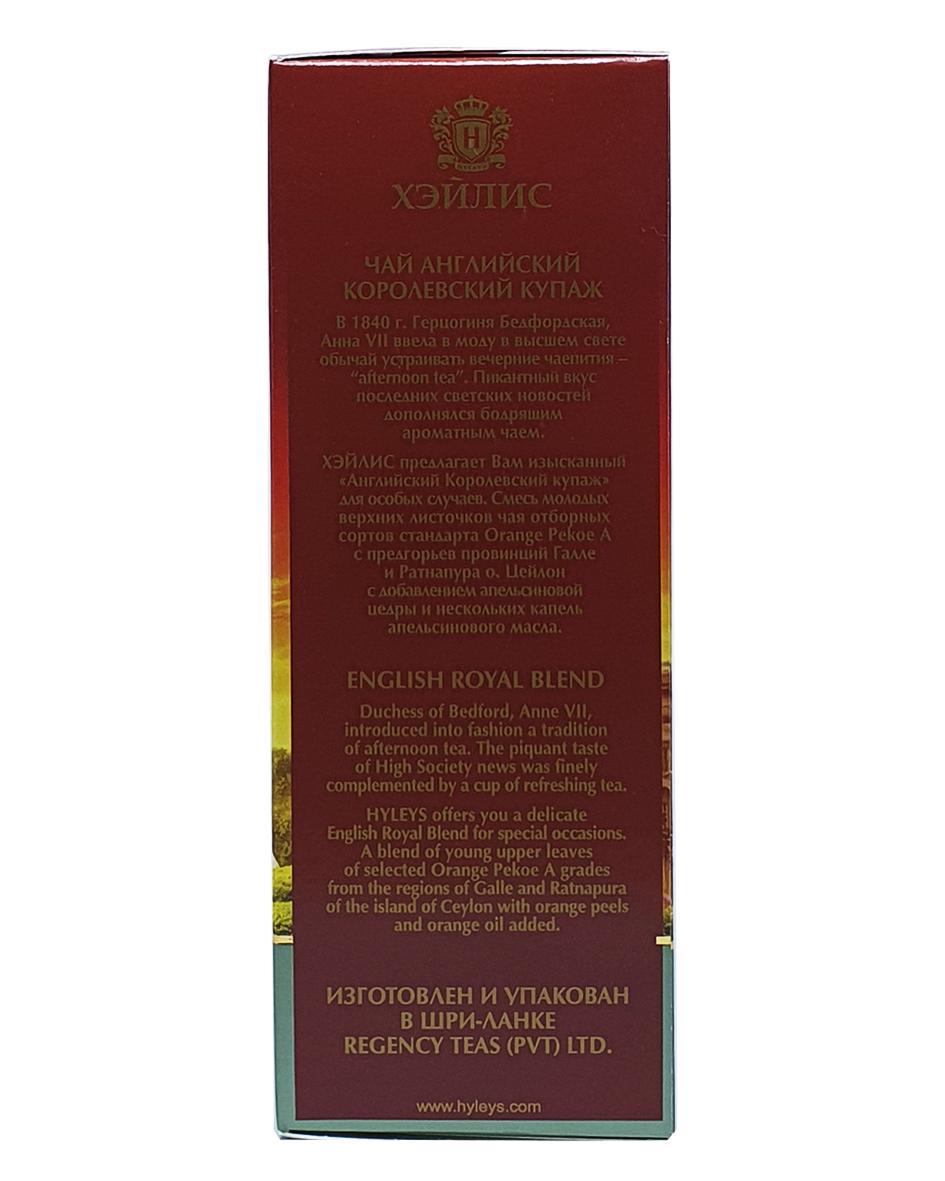 H
HYLEYS
ХЭЙЛИС
ЧАЙ АНГЛИЙСКИЙ
КОРОЛЕВСКИЙ КУПАЖ
В 1840 г. Герцогиня Бедфордская,
Анна VII ввела в моду в высшем свете
обычай устраивать вечерние чаепития –
“afternoon tea”. Пикантный вкус
последних светских новостей
дополнялся бодрящим
ароматным чаем.
ХЭЙЛИС предлагает Вам изысканный
«Английский Королевский купаж»
для особых случаев. Смесь молодых
верхних листочков чая отборных
сортов стандарта Orange Pekoe A
с предгорьев провинций Галле
и Ратнапура о. Цейлон
с добавлением апельсиновой
цедры и нескольких капель
апельсинового масла.
ENGLISH ROYAL BLEND
Duchess of Bedford, Anne VII,
introduced into fashion a tradition
of afternoon tea. The piquant taste
of High Society news was finely
complemented by a cup of refreshing tea.
HYLEYS offers you a delicate
English Royal Blend for special occasions.
A blend of young upper leaves
of selected Orange Pekoe A grades
from the regions of Galle and Ratnapura
of the island of Ceylon with orange peels
and orange oil added.
ИЗГОТОВЛЕН И УПАКОВАН
В ШРИ-ЛАНКЕ
REGENCY TEAS (PVT) LTD.
www.hyleys.com